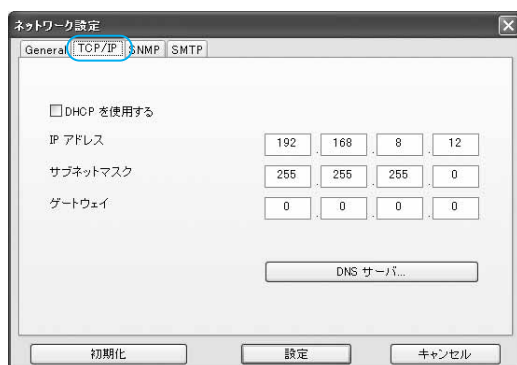 ネットワーク設定
General TCP/IP SNMP SMTP
DHCP を使用する
IP アドレス 192 . 168 . 8 . 12
サブネットマスク 255 . 255 . 255 . 0
ゲートウェイ 0 . 0 . 0 . 0
DNS サーバ...
初期化 設定 キャンセル